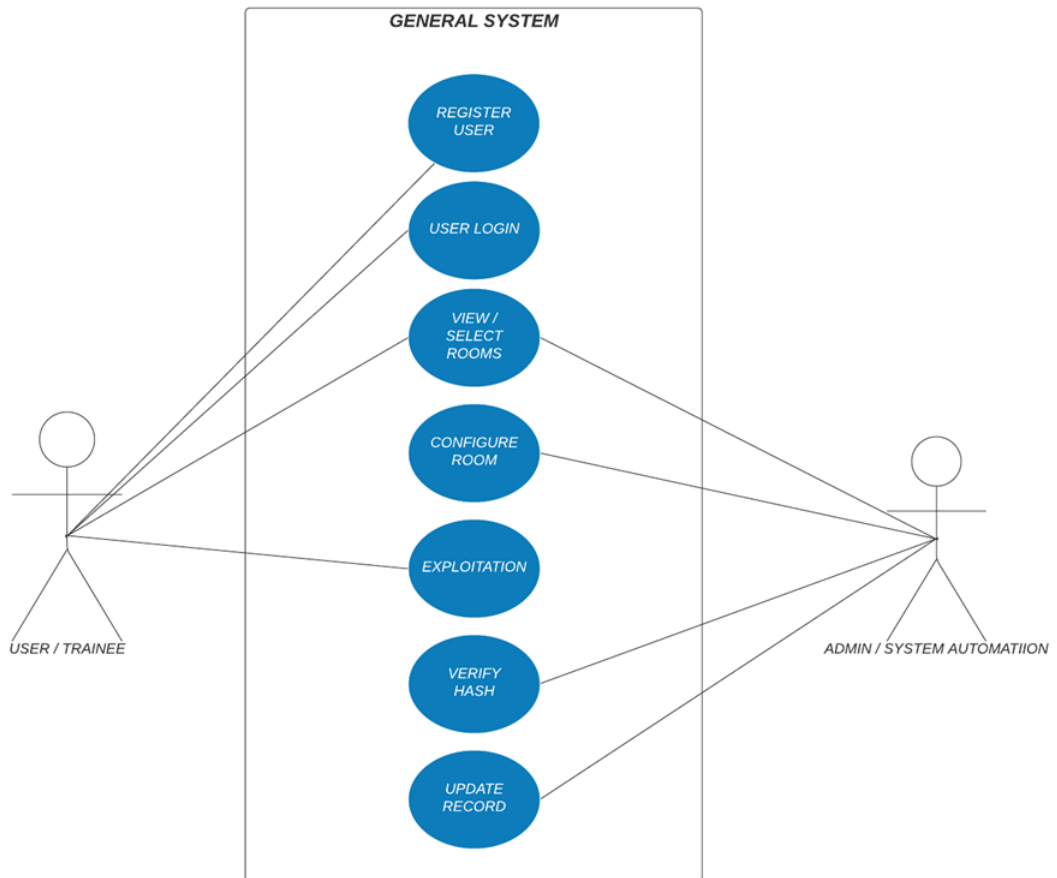 GENERAL SYSTEM
REGISTER
USER
USER LOGIN
VIEW /
SELECT
ROOMS
CONFIGURE
ROOM
EXPLOITATION
USER / TRAINEE
ADMIN / SYSTEM AUTOMATIION
VERIFY
HASH
UPDATE
RECORD